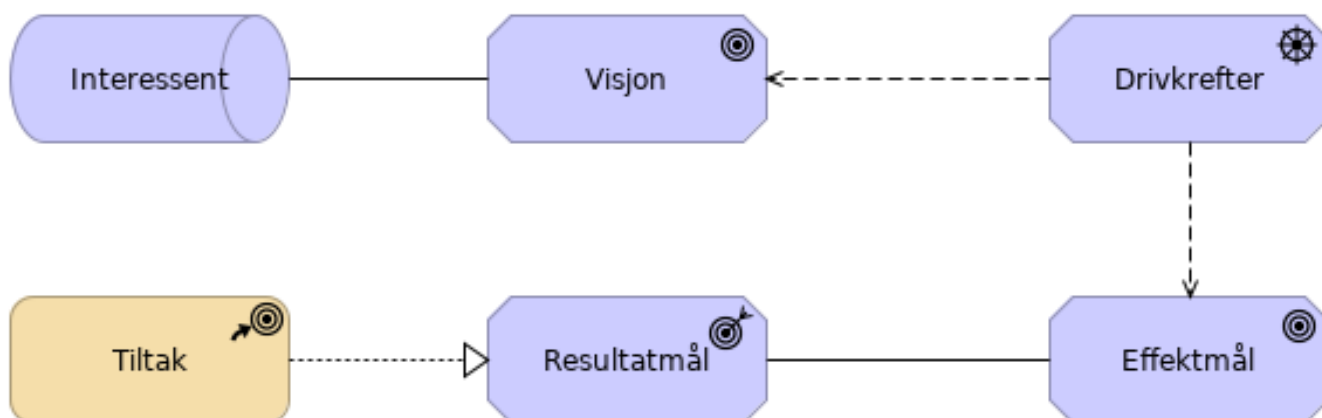 Interessent
Visjon
Drivkrefter
Tiltak
Resultatmål
Effektmål